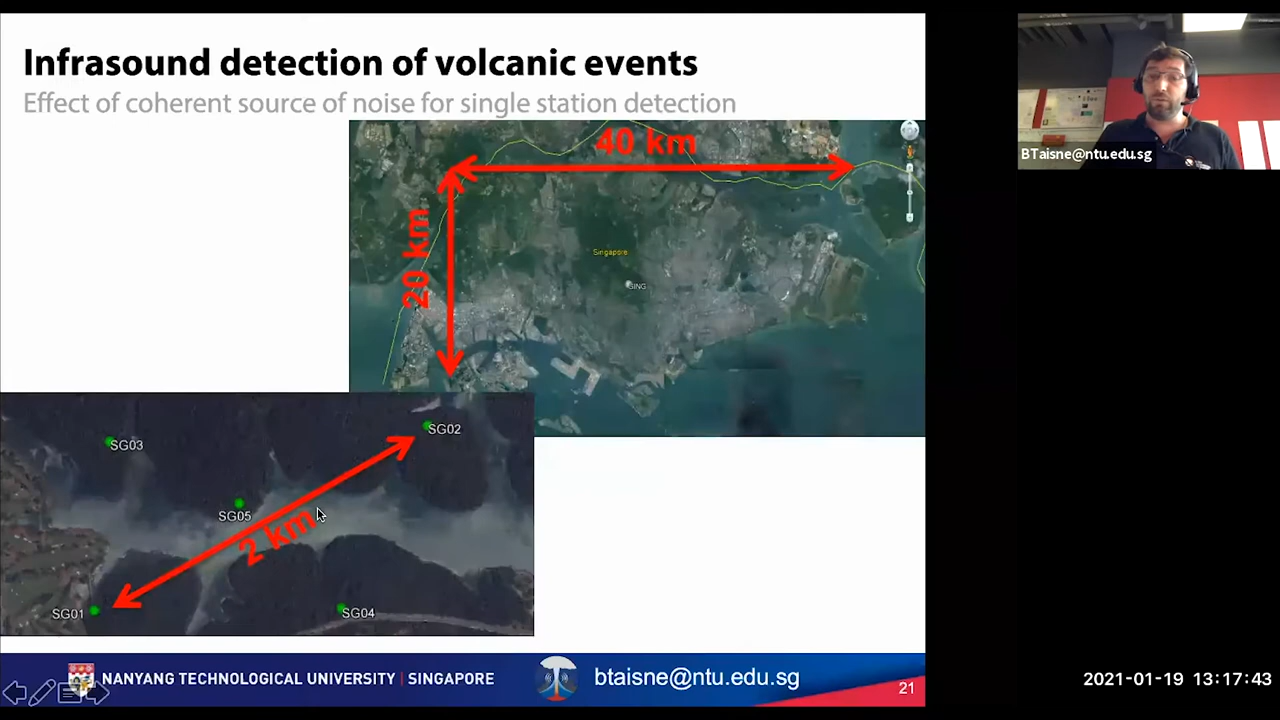 Infrasound detection of volcanic events
Effect of coherent source of noise for single station detection
BTaisne@ntu.edu.sg
40 km
20 km
Singapore
SING
SG02
SG03
SG05
2 km
SG01
SG04
NANYANG TECHNOLOGICAL UNIVERSITY | SINGAPORE
btaisne@ntu.edu.sg
21
2021-01-19 13:17:43